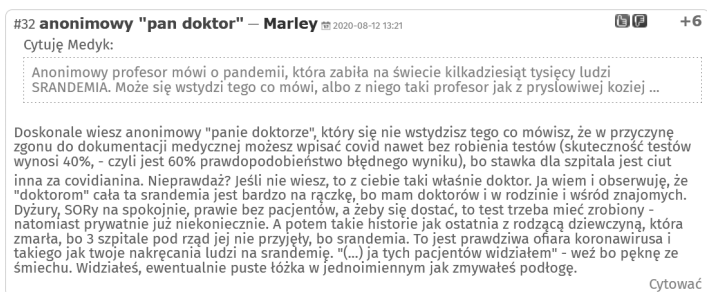 #32 anonimowy "pan doktor" — Marley 2020-08-12 13:21 +6
Cytuję Medyk:
Anonimowy profesor mówi o pandemii, która zabiła na świecie kilkadziesiąt tysięcy ludzi
SRANDEMIA. Może się wstydzi tego co mówi, albo z niego taki profesor jak z pryslowiwej koziej ...
Doskonale wiesz anonimowy "panie doktorze", który się nie wstydzisz tego co mówisz, że w przyczynę
zgonu do dokumentacji medycznej możesz wpisać covid nawet bez robienia testów (skuteczność testów
wynosi 40%, - czyli jest 60% prawdopodobieństwo błędnego wyniku), bo stawka dla szpitala jest ciut
inna za covidianina. Nieprawdaż? Jeśli nie wiesz, to z ciebie taki właśnie doktor. Ja wiem i obserwuję, że
"doktorom" cała ta srandemia jest bardzo na rączkę, bo mam doktorów i w rodzinie i wśród znajomych.
Dyżury, SORy na spokojnie, prawie bez pacjentów, a żeby się dostać, to test trzeba mieć zrobiony -
natomiast prywatnie już niekoniecznie. A potem takie historie jak ostatnia z rodzącą dziewczyną, która
zmarła, bo 3 szpitale pod rząd jej nie przyjęły, bo srandemia. To jest prawdziwa ofiara koronawirusa i
takiego jak twoje nakręcania ludzi na srandemię. "(...) ja tych pacjentów widziałem" - weź bo pęknę ze
śmiechu. Widziałeś, ewentualnie puste łóżka w jednoimiennym jak zmywałeś podłogę.
Cytować